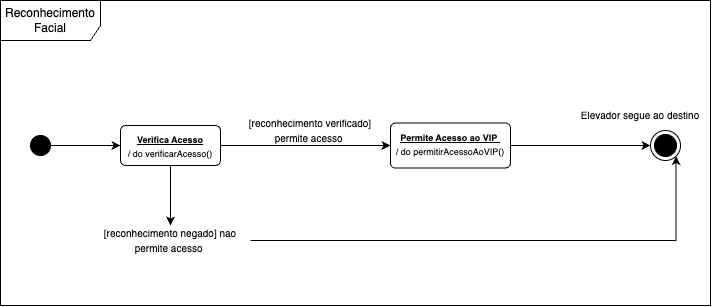 Reconhecimento
Facial
Elevador segue ao destino
[reconhecimento verificado]
permite acesso
Verifica Acesso
/ do verificarAcesso()
Permite Acesso ao VIP
/ do permitirAcessoAoVIP()
[reconhecimento negado] nao
permite acesso